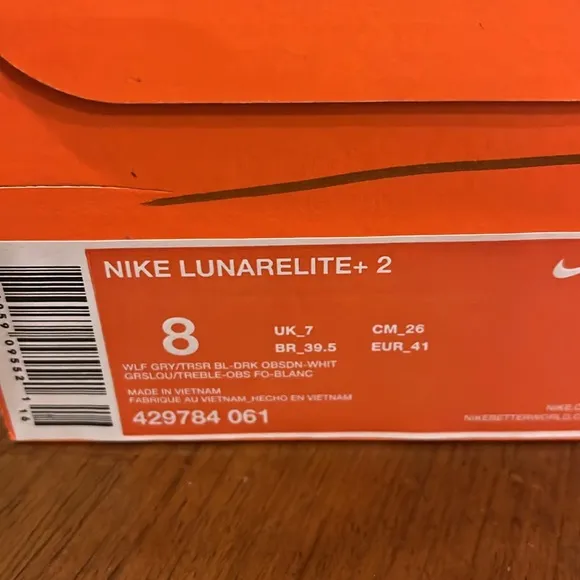 NIKE LUNARELITE+ 2
8
UK_7 CM_26
BR_39.5 EUR_41
WLF GRY/TRSR BL-DRK OBSDN-WHIT
GRSLOU/TREBLE-OBS FO-BLANC
MADE IN VIETNAM
FABRIQUE AU VIETNAM_HECHO EN VIETNAM
429784 061
NIKE.C
NIKEBETTERWORLD.C